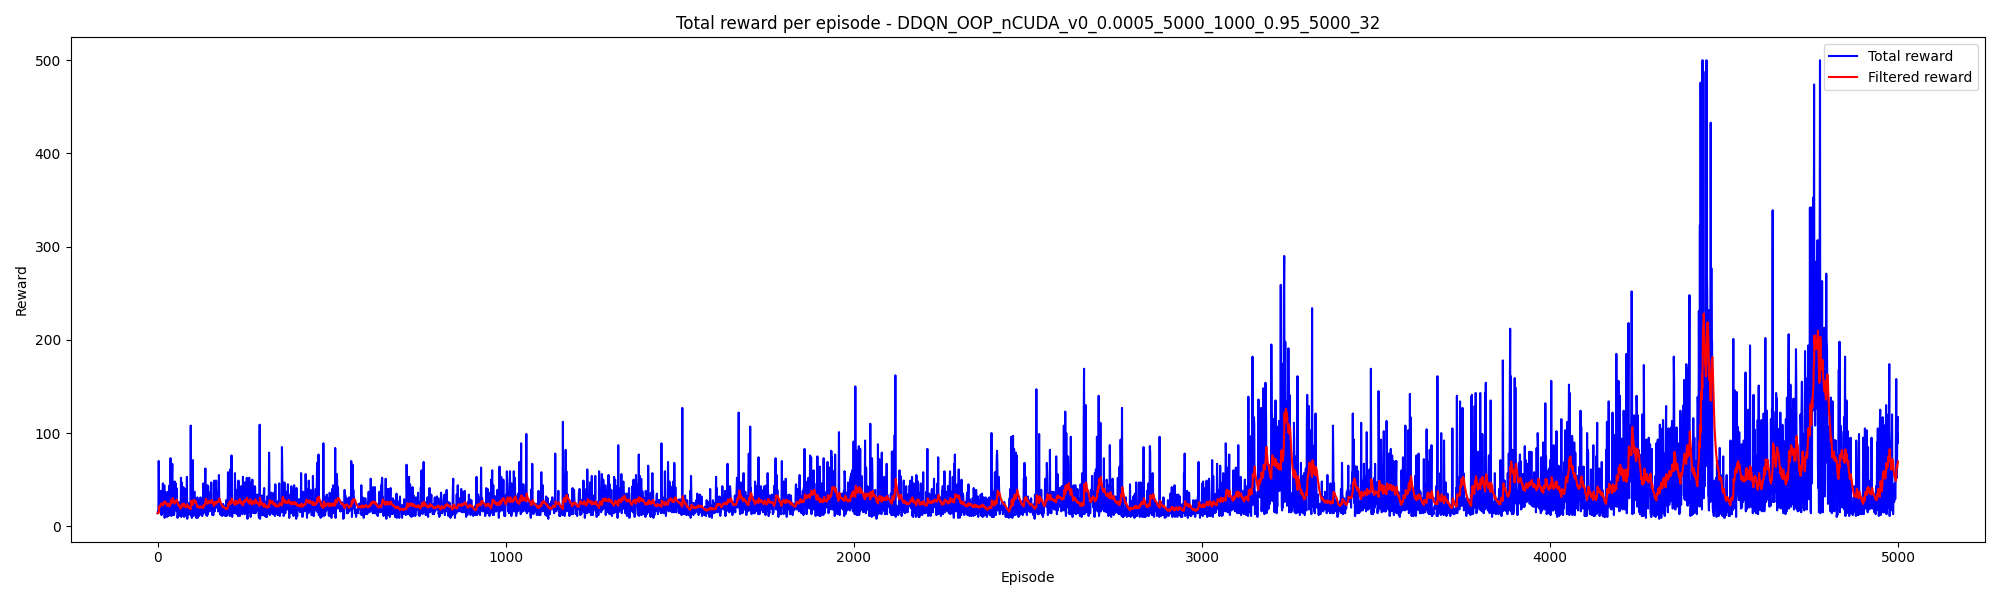 Total reward per episode - DDQN_OOP_nCUDA_v0_0.0005_5000_1000_0.95_5000_32
Total reward
Filtered reward
Reward
500
400
300
200
100
0
0 1000 2000 3000 4000 5000
Episode